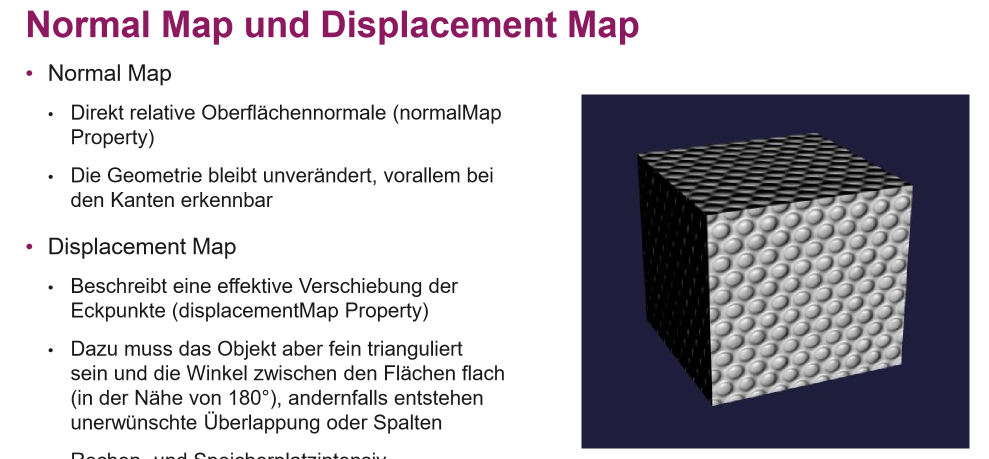 Normal Map und Displacement Map
• Normal Map
• Direkt relative Oberflächennormale (normalMap
Property)
• Die Geometrie bleibt unverändert, vorallem bei
den Kanten erkennbar
• Displacement Map
• Beschreibt eine effektive Verschiebung der
Eckpunkte (displacementMap Property)
• Dazu muss das Objekt aber fein trianguliert
sein und die Winkel zwischen den Flächen flach
(in der Nähe von 180°), andernfalls entstehen
unerwünschte Überlappung oder Spalten
Rechen- und Speicherplatzintensiv